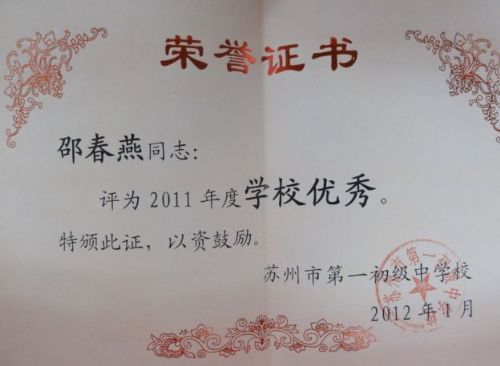 荣誉证书
邵春燕同志：
评为2011年度学校优秀。
特颁此证，以资鼓励。
苏州市第一初级中学校
2012年1月